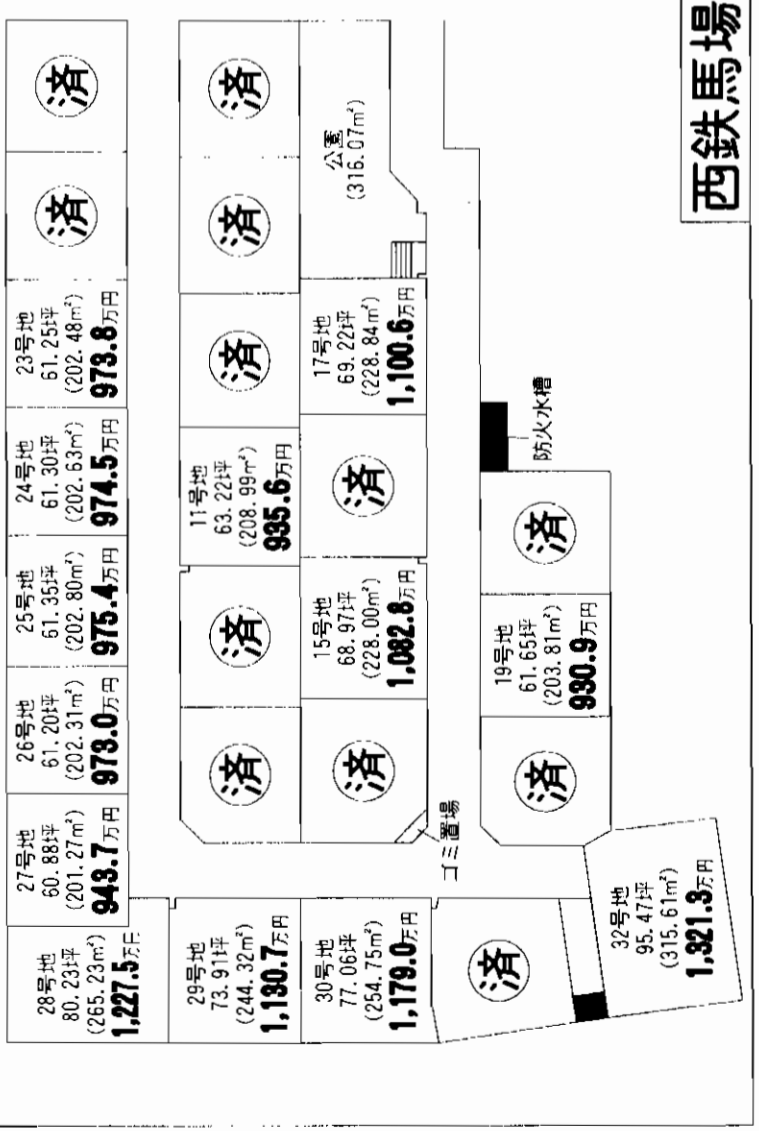 済
済
23号地
61.25坪
(202.48m²)
973.8万円
24号地
61.30坪
(202.63m²)
974.5万円
25号地
61.35坪
(202.80m²)
975.4万円
26号地
61.20坪
(202.31m²)
973.0万円
27号地
60.88坪
(201.27m²)
943.7万円
28号地
80.23坪
(265.23m²)
1,227.5万円
済
済
済
11号地
63.22坪
(208.99m²)
935.6万円
済
済
公園
(316.07m²)
17号地
69.22坪
(228.84m²)
1,100.6万円
済
15号地
68.97坪
(228.00m²)
1,082.8万円
済
ゴミ置場
29号地
73.91坪
(244.32m²)
1,130.7万円
30号地
77.06坪
(254.75m²)
1,179.0万円
防火水槽
済
19号地
61.65坪
(203.81m²)
930.9万円
済
済
32号地
95.47坪
(315.61m²)
1,321.3万円
西鉄馬場